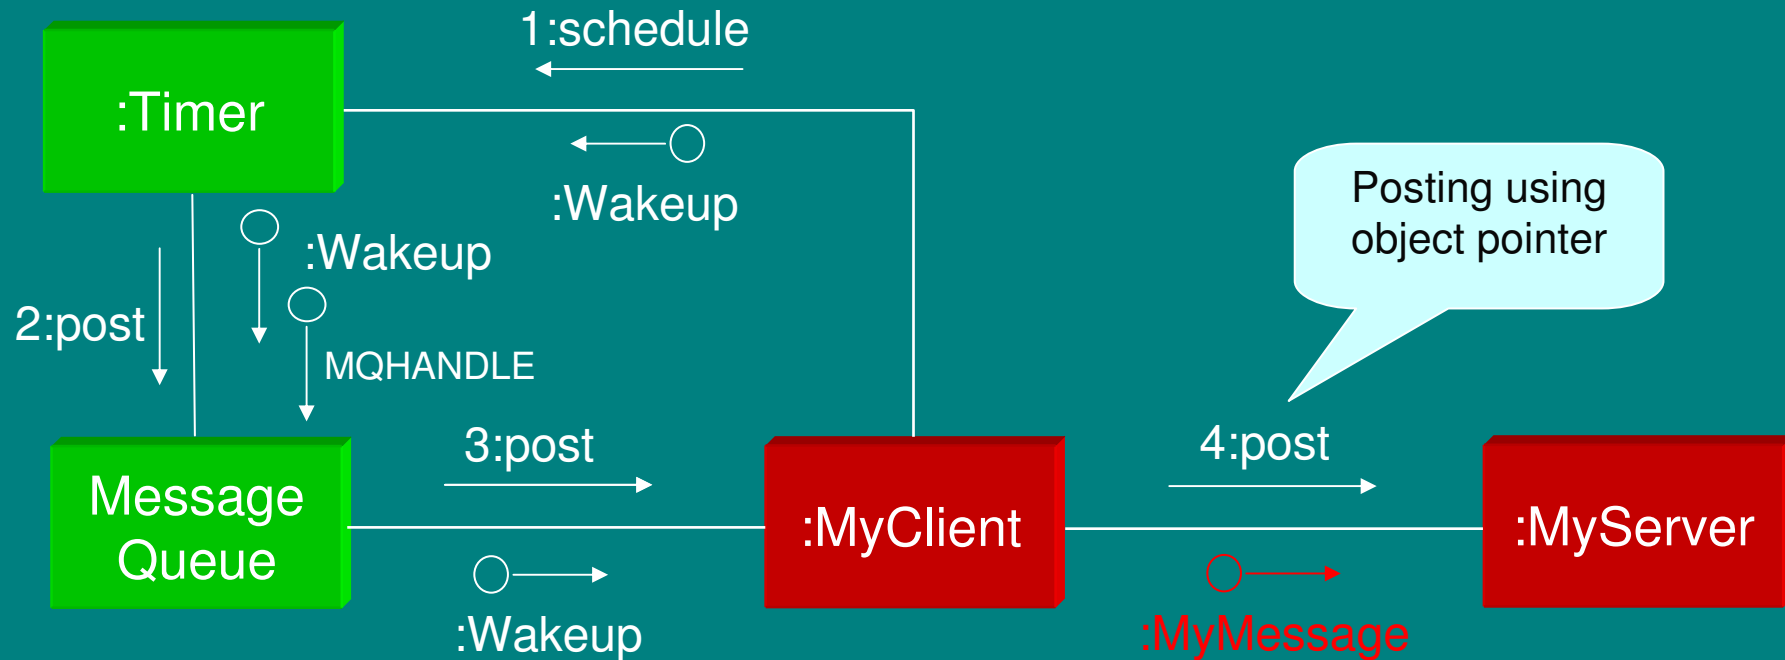 1:schedule
:Timer
:Wakeup
Posting using
object pointer
:Wakeup
2:post
MQHANDLE
3:post
4:post
Message
Queue
:MyClient
:MyServer
:Wakeup
:MyMessage